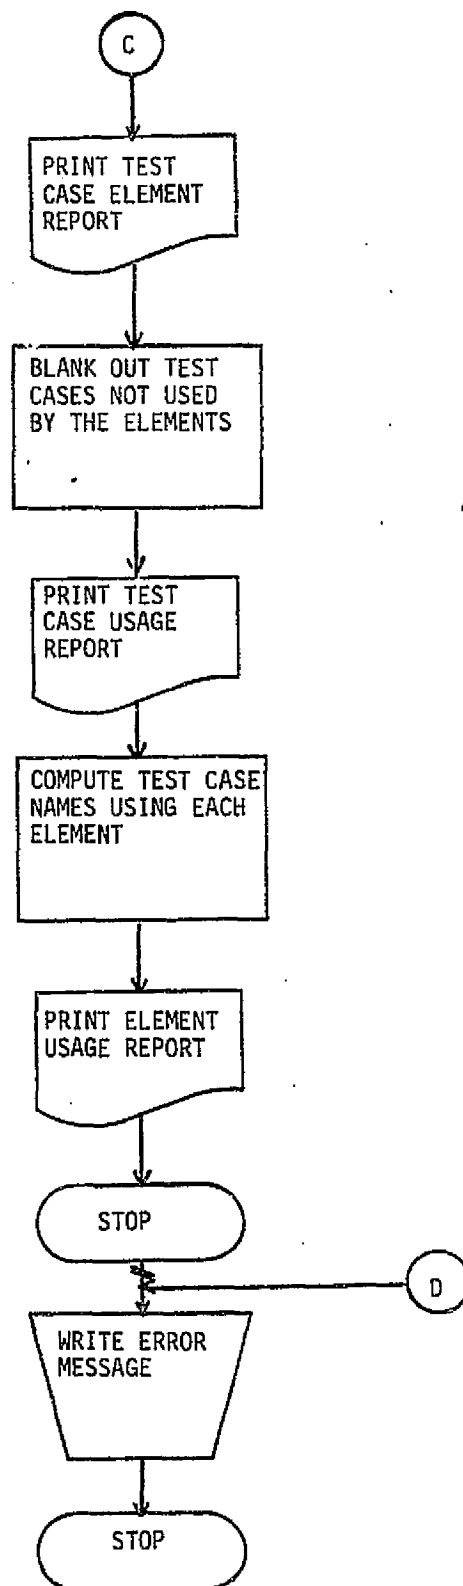 C
PRINT TEST
CASE ELEMENT
REPORT
BLANK OUT TEST
CASES NOT USED
BY THE ELEMENTS
PRINT TEST
CASE USAGE
REPORT
COMPUTE TEST CASE
NAMES USING EACH
ELEMENT
PRINT ELEMENT
USAGE REPORT
STOP
D
WRITE ERROR
MESSAGE
STOP